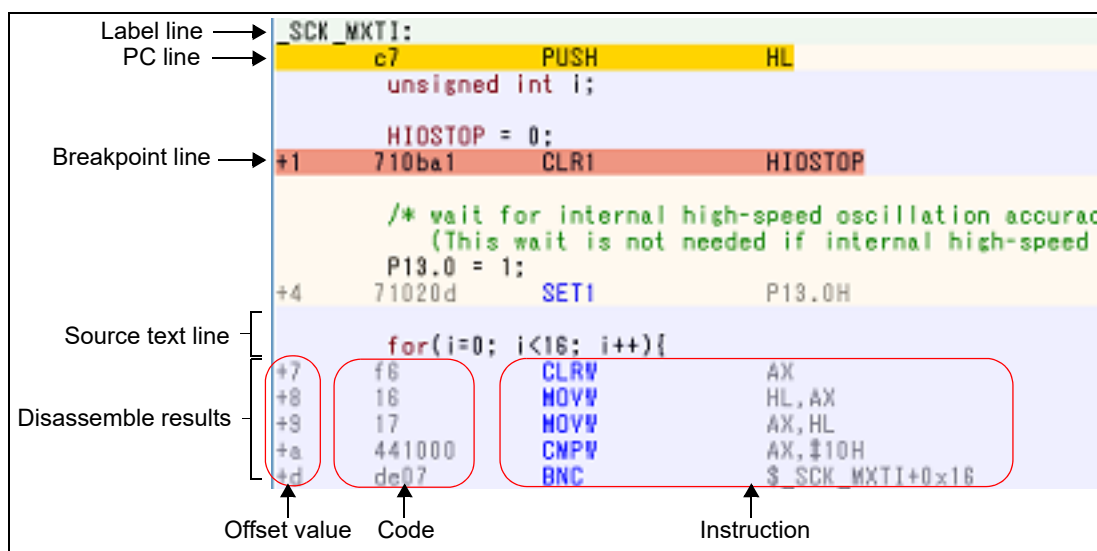 Label line _SCK_MXTI:
PC line c7 PUSH HL
unsigned int i;
HIOSTOP = 0;
Breakpoint line +1 710ba1 CLR1 HIOSTOP
/* wait for internal high-speed oscillation accurac
(This wait is not needed if internal high-speed
P13.0 = 1;
+4 71020d SET1 P13.0H
Source text line
for(i=0; i<16; i++){
+7 f6 CLRW AX
+8 16 MOVW HL,AX
Disassemble results +9 17 MOVW AX,HL
+a 441000 CMPW AX,#10H
+d de07 BNC $_SCK_MXTI+0x16
Offset value Code Instruction